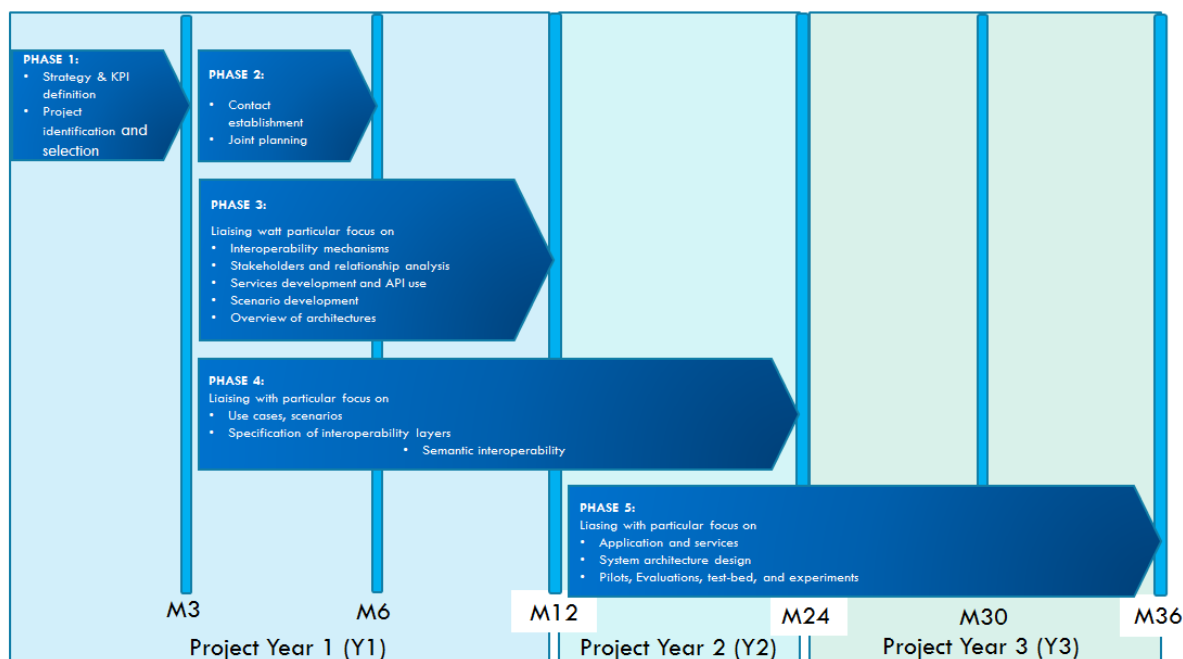 PHASE 1:
• Strategy & KPI
definition
• Project
identification and
selection
PHASE 2:
• Contact
establishment
• Joint planning
PHASE 3:
Liaising watt particular focus on
• Interoperability mechanisms
• Stakeholders and relationship analysis
• Services development and API use
• Scenario development
• Overview of architectures
PHASE 4:
Liaising with particular focus on
• Use cases, scenarios
• Specification of interoperability layers
• Semantic interoperability
PHASE 5:
Liasing with particular focus on
• Application and services
• System architecture design
• Pilots, Evaluations, test-bed, and experiments
M3 M6 M12 M24 M30 M36
Project Year 1 (Y1) Project Year 2 (Y2) Project Year 3 (Y3)